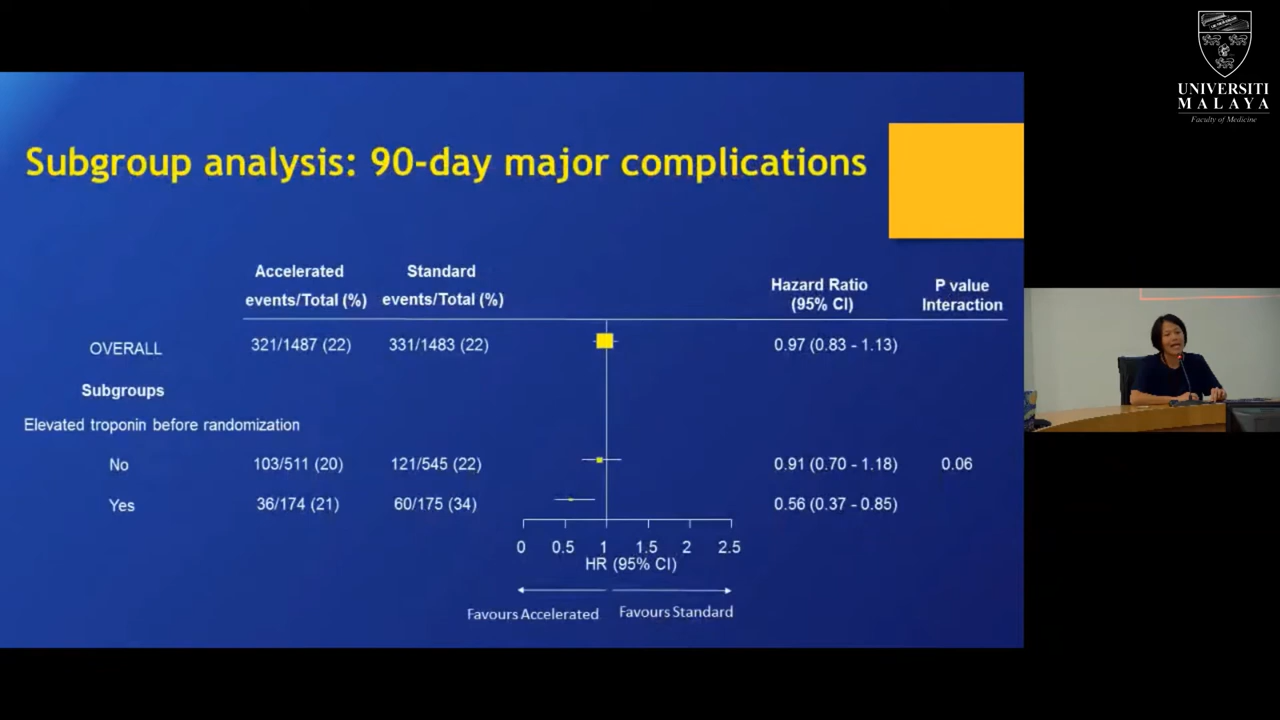 UNIVERSITI
MALAYA
Faculty of Medicine
Subgroup analysis: 90-day major complications
Accelerated
events/Total (%)
Standard
events/Total (%)
Hazard Ratio
(95% CI)
P value
Interaction
OVERALL 321/1487 (22) 331/1483 (22) 0.97 (0.83 - 1.13)
Subgroups
Elevated troponin before randomization
No 103/511 (20) 121/545 (22) 0.91 (0.70 - 1.18) 0.06
Yes 36/174 (21) 60/175 (34) 0.56 (0.37 - 0.85)
0 0.5 1 1.5 2 2.5
HR (95% CI)
Favours Accelerated Favours Standard